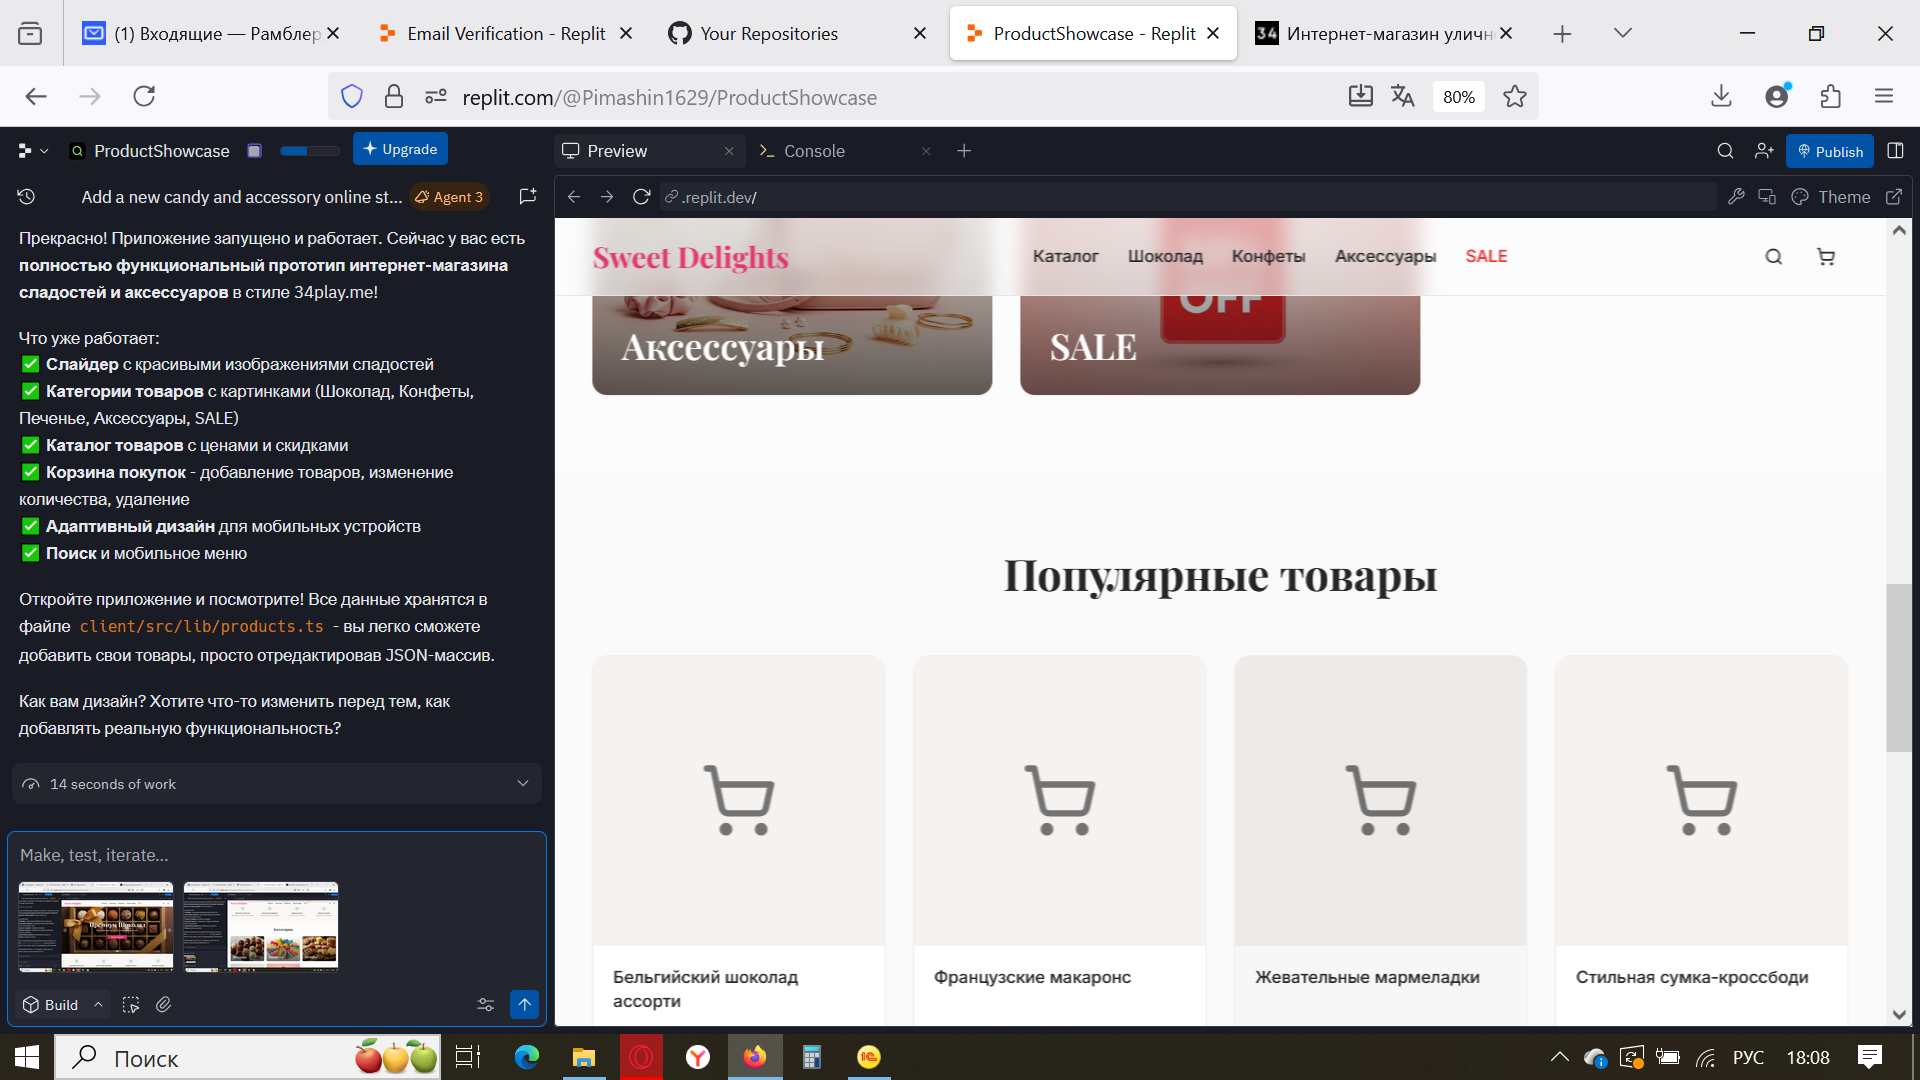 (1) Входящие — Рамблер
Email Verification - Replit
Your Repositories
ProductShowcase - Replit
34
Интернет-магазин улично
replit.com/@Pimashin1629/ProductShowcase
80%
ProductShowcase
Upgrade
Preview
Console
Publish
Add a new candy and accessory online st...
Agent 3
.replit.dev/
Theme
Прекрасно! Приложение запущено и работает. Сейчас у вас есть
полностью функциональный прототип интернет-магазина
сладостей и аксессуаров в стиле 34play.me!
Что уже работает:
✅ Слайдер с красивыми изображениями сладостей
✅ Категории товаров с картинками (Шоколад, Конфеты,
Печенье, Аксессуары, SALE)
✅ Каталог товаров с ценами и скидками
✅ Корзина покупок - добавление товаров, изменение
количества, удаление
✅ Адаптивный дизайн для мобильных устройств
✅ Поиск и мобильное меню
Откройте приложение и посмотрите! Все данные хранятся в
файле client/src/lib/products.ts - вы легко сможете
добавить свои товары, просто отредактировав JSON-массив.
Как вам дизайн? Хотите что-то изменить перед тем, как
добавлять реальную функциональность?
14 seconds of work
Make, test, iterate...
Премиум Шоколад
Категории
Build
Sweet Delights
Каталог
Шоколад
Конфеты
Аксессуары
SALE
OFF
Аксессуары
SALE
Популярные товары
Бельгийский шоколад
ассорти
Французские макаронс
Жевательные мармеладки
Стильная сумка-кроссбоди
Поиск
РУС
18:08